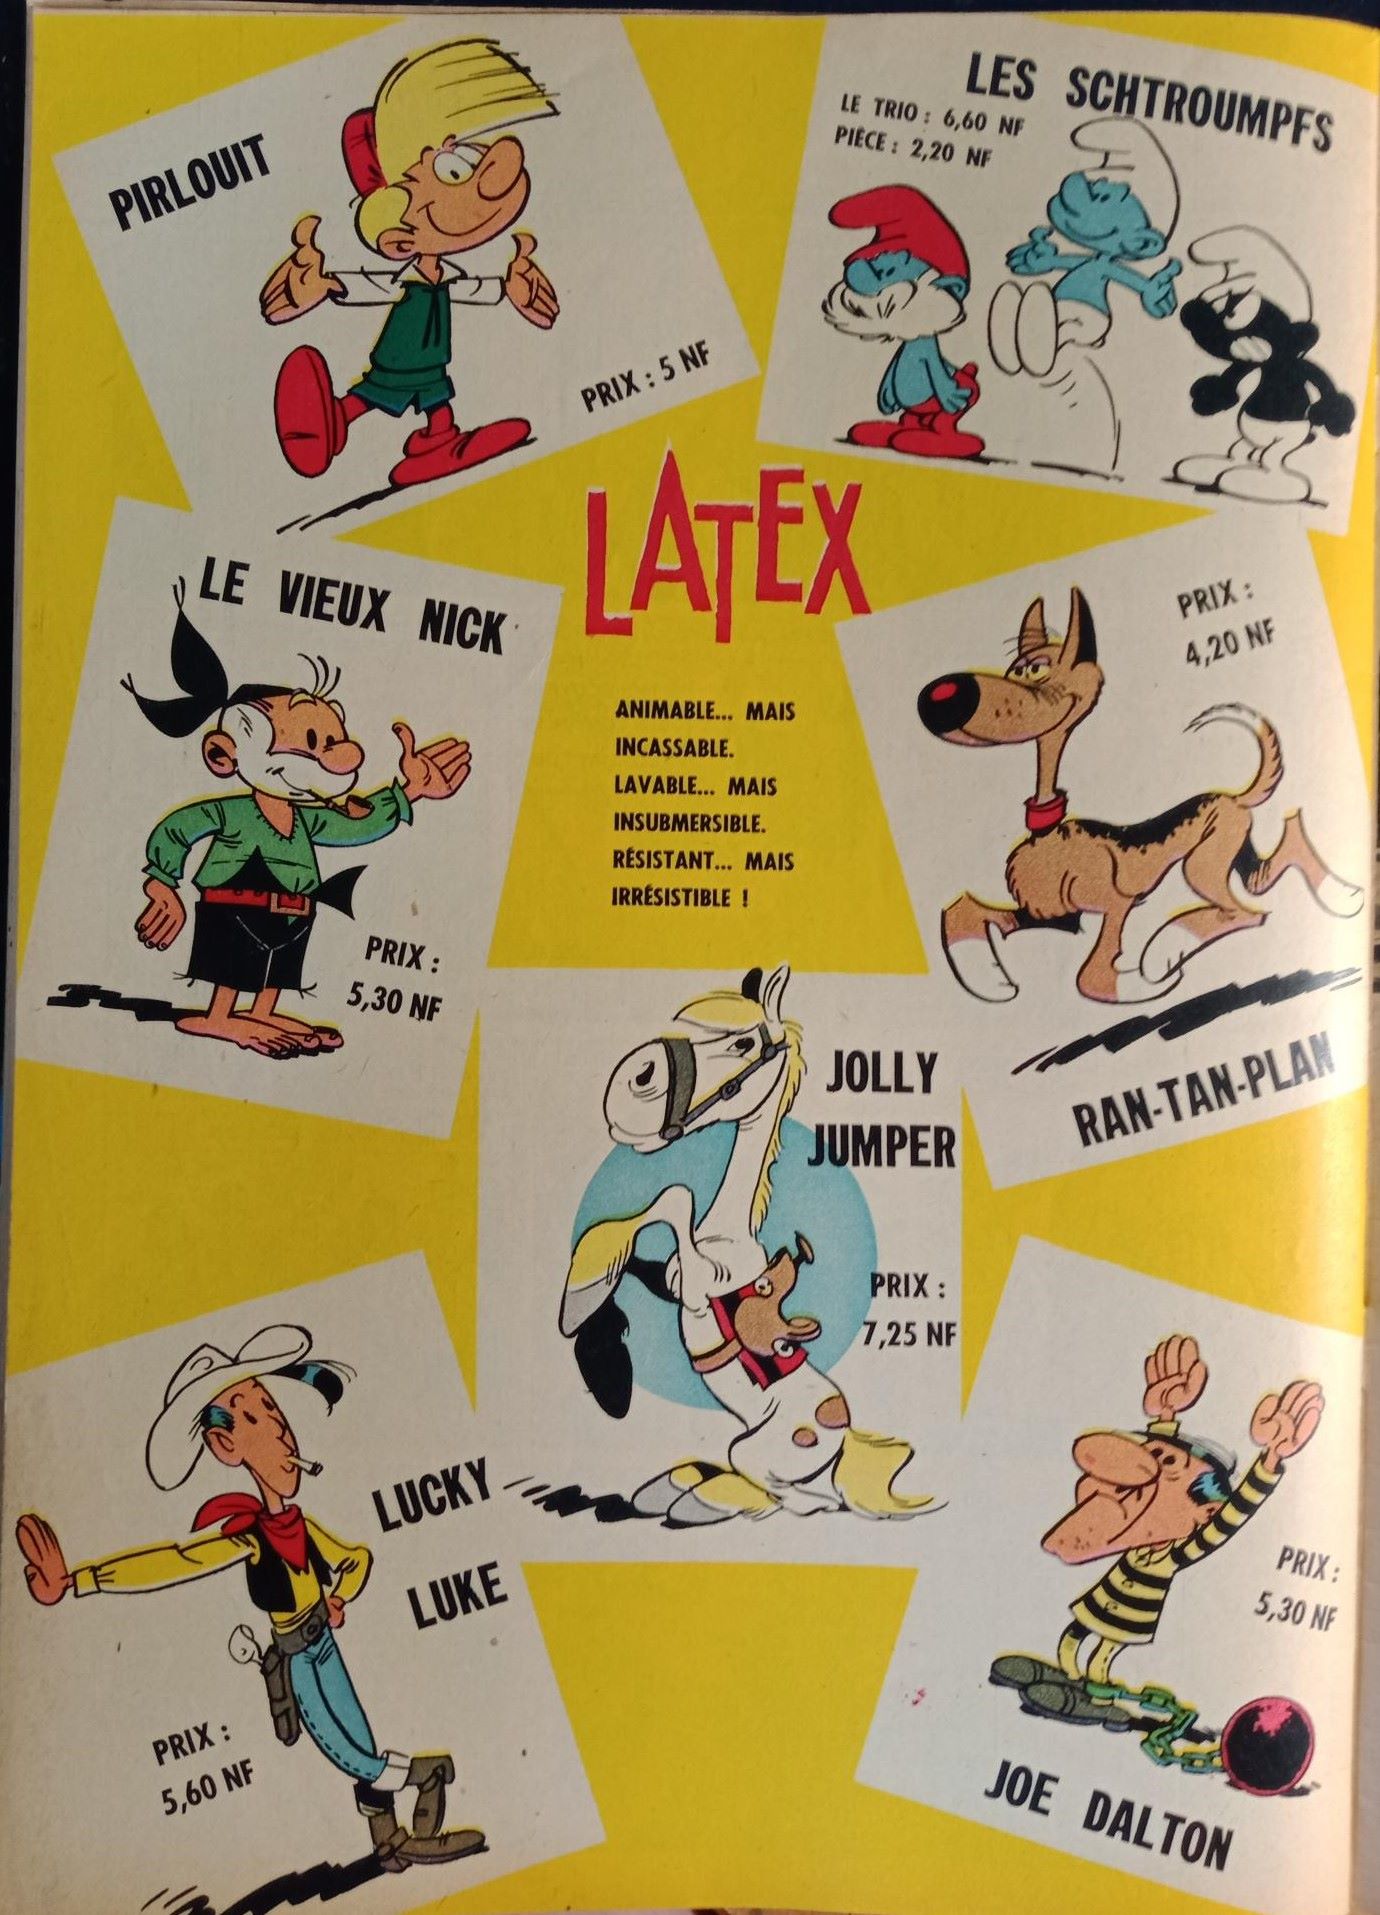 PIRLOUIT
PRIX : 5 NF
LES SCHTROUMPFS
LE TRIO : 6,60 NF
PIÈCE : 2,20 NF
LATEX
LE VIEUX NICK
PRIX :
5,30 NF
ANIMABLE... MAIS
INCASSABLE.
LAVABLE... MAIS
INSUBMERSIBLE.
RÉSISTANT... MAIS
IRRÉSISTIBLE !
PRIX :
4,20 NF
RAN-TAN-PLAN
JOLLY
JUMPER
PRIX :
7,25 NF
LUCKY
LUKE
PRIX :
5,60 NF
PRIX :
5,30 NF
JOE DALTON